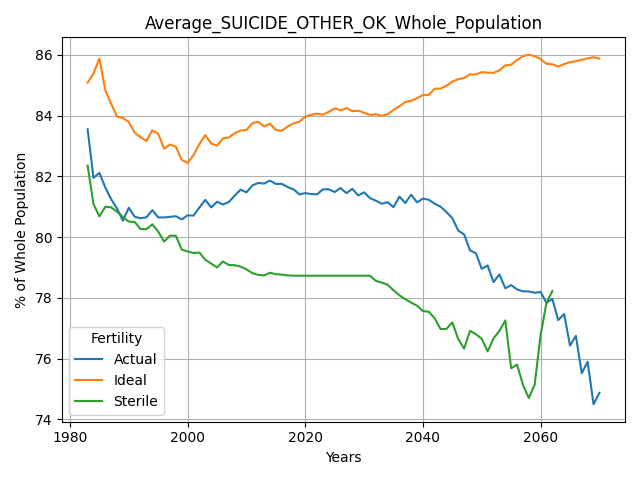 Average_SUICIDE_OTHER_OK_Whole_Population
% of Whole Population
86
84
82
80
78
76
74
Fertility
Actual
Ideal
Sterile
1980
2000
2020
2040
2060
Years